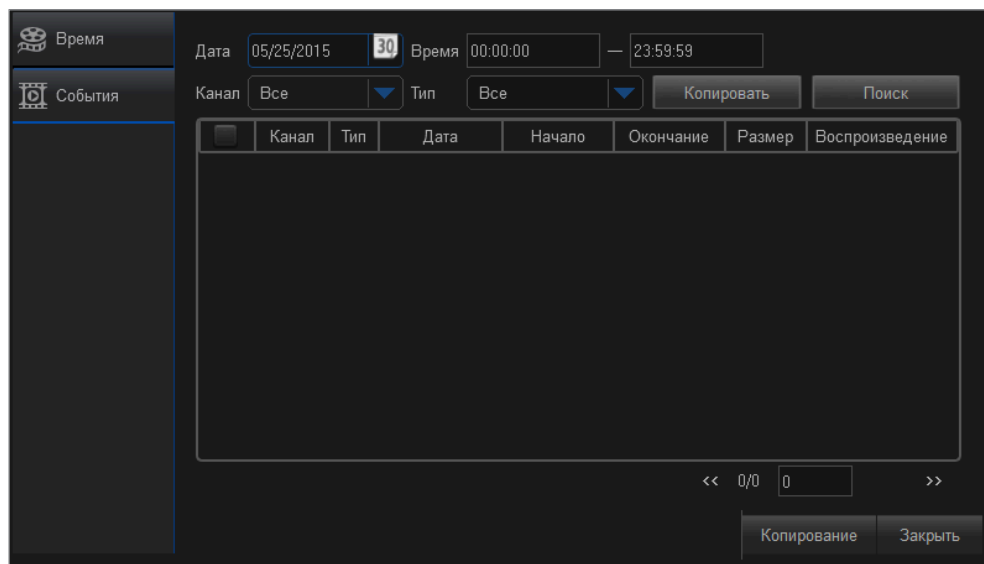 Время
События
Дата 05/25/2015 30 Время 00:00:00 — 23:59:59
Канал Все Тип Все Копировать Поиск
Канал Тип Дата Начало Окончание Размер Воспроизведение
<< 0/0 0 >>
Копирование Закрыть